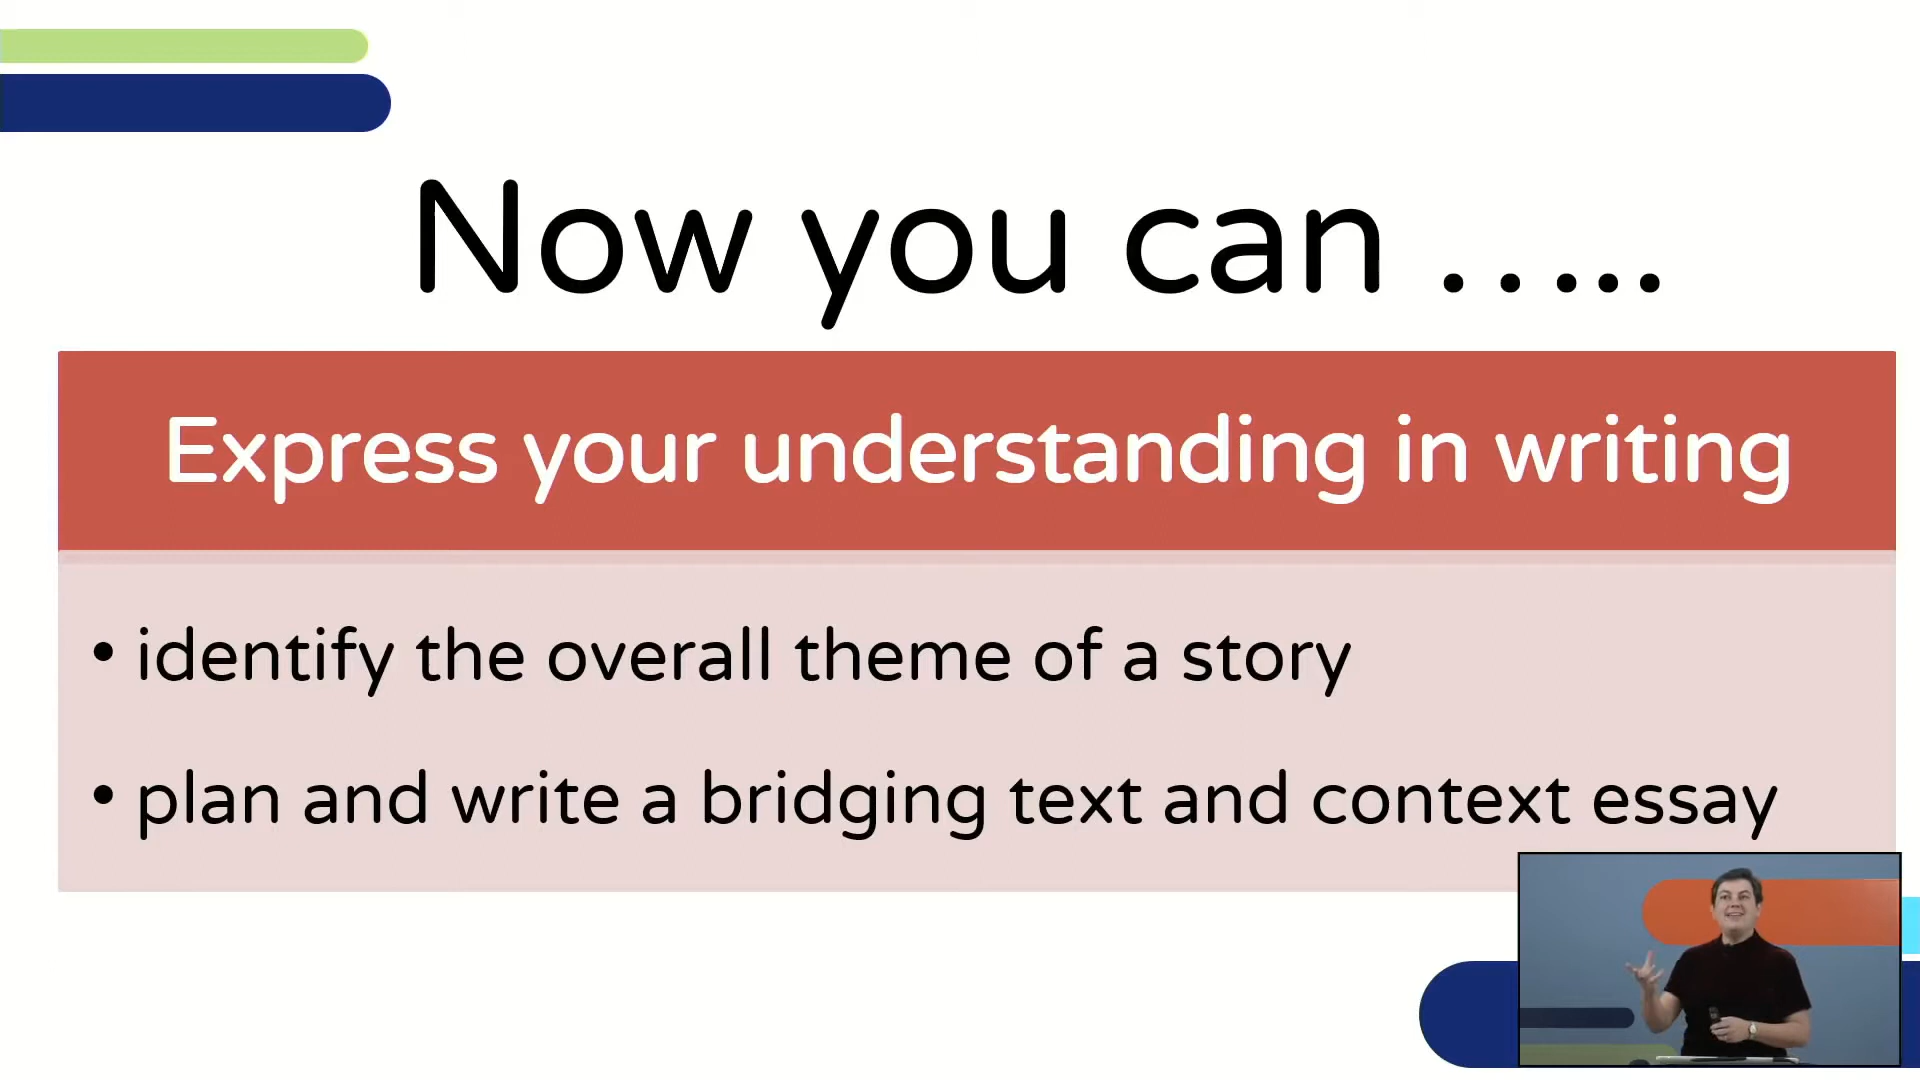 Now you can .....
Express your understanding in writing
• identify the overall theme of a story
• plan and write a bridging text and context essay